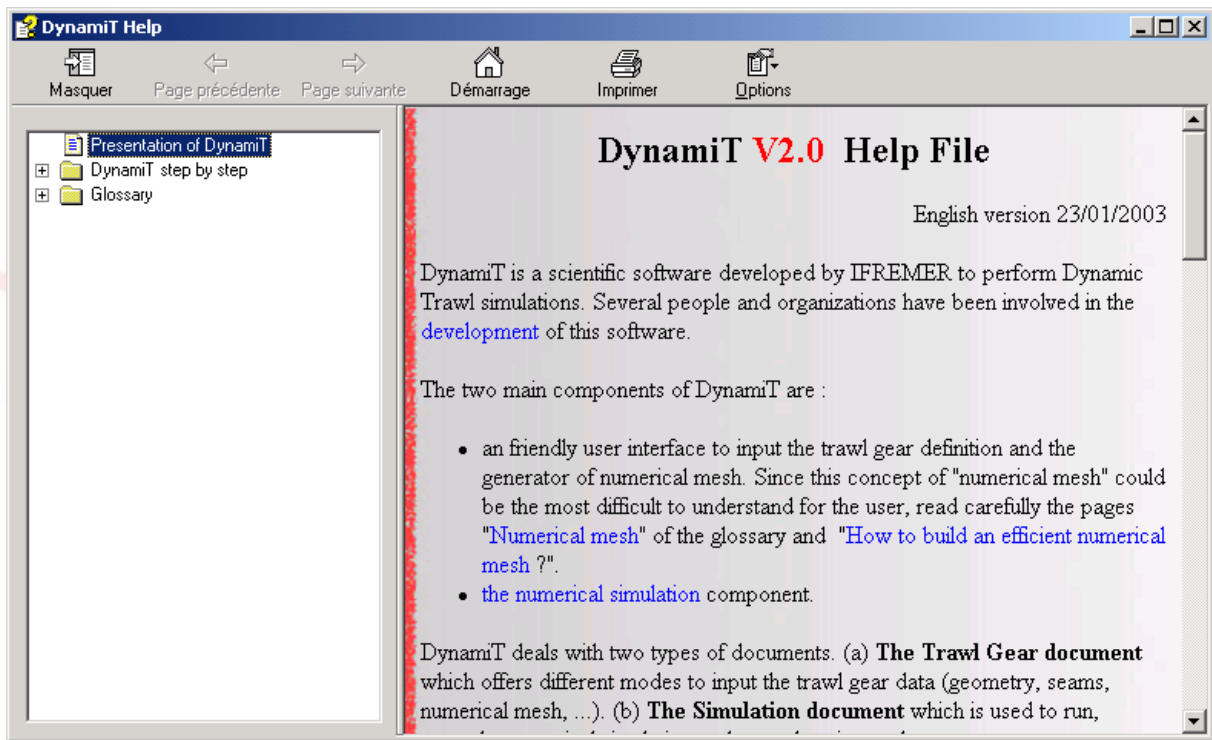 DynamiT Help
Masquer
Page précédente
Page suivante
Démarrage
Imprimer
Options
Presentation of DynamiT
DynamiT step by step
Glossary
DynamiT V2.0 Help File
English version 23/01/2003
DynamiT is a scientific software developed by IFREMER to perform Dynamic
Trawl simulations. Several people and organizations have been involved in the
development of this software.
The two main components of DynamiT are :
• an friendly user interface to input the trawl gear definition and the
generator of numerical mesh. Since this concept of "numerical mesh" could
be the most difficult to understand for the user, read carefully the pages
"Numerical mesh" of the glossary and "How to build an efficient numerical
mesh ?".
• the numerical simulation component.
DynamiT deals with two types of documents. (a) The Trawl Gear document
which offers different modes to input the trawl gear data (geometry, seams,
numerical mesh, ...). (b) The Simulation document which is used to run,